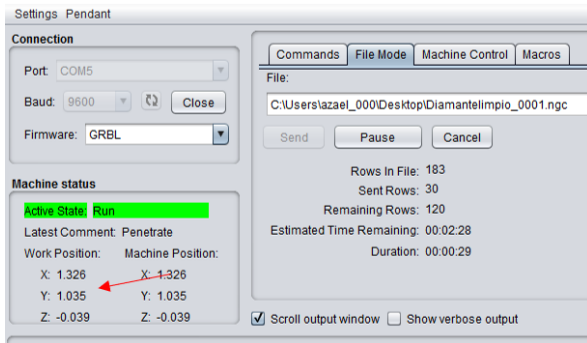 Settings Pendant
Connection
Port: COM5
Baud: 9600 Close
Firmware: GRBL
Machine status
Active State: Run
Latest Comment: Penetrate
Work Position: Machine Position:
X: 1.326 X: 1.326
Y: 1.035 Y: 1.035
Z: -0.039 Z: -0.039
Commands File Mode Machine Control Macros
File:
C:\Users\azael_000\Desktop\Diamantelimpio_0001.ngc
Send Pause Cancel
Rows In File: 183
Sent Rows: 30
Remaining Rows: 120
Estimated Time Remaining: 00:02:28
Duration: 00:00:29
Scroll output window Show verbose output